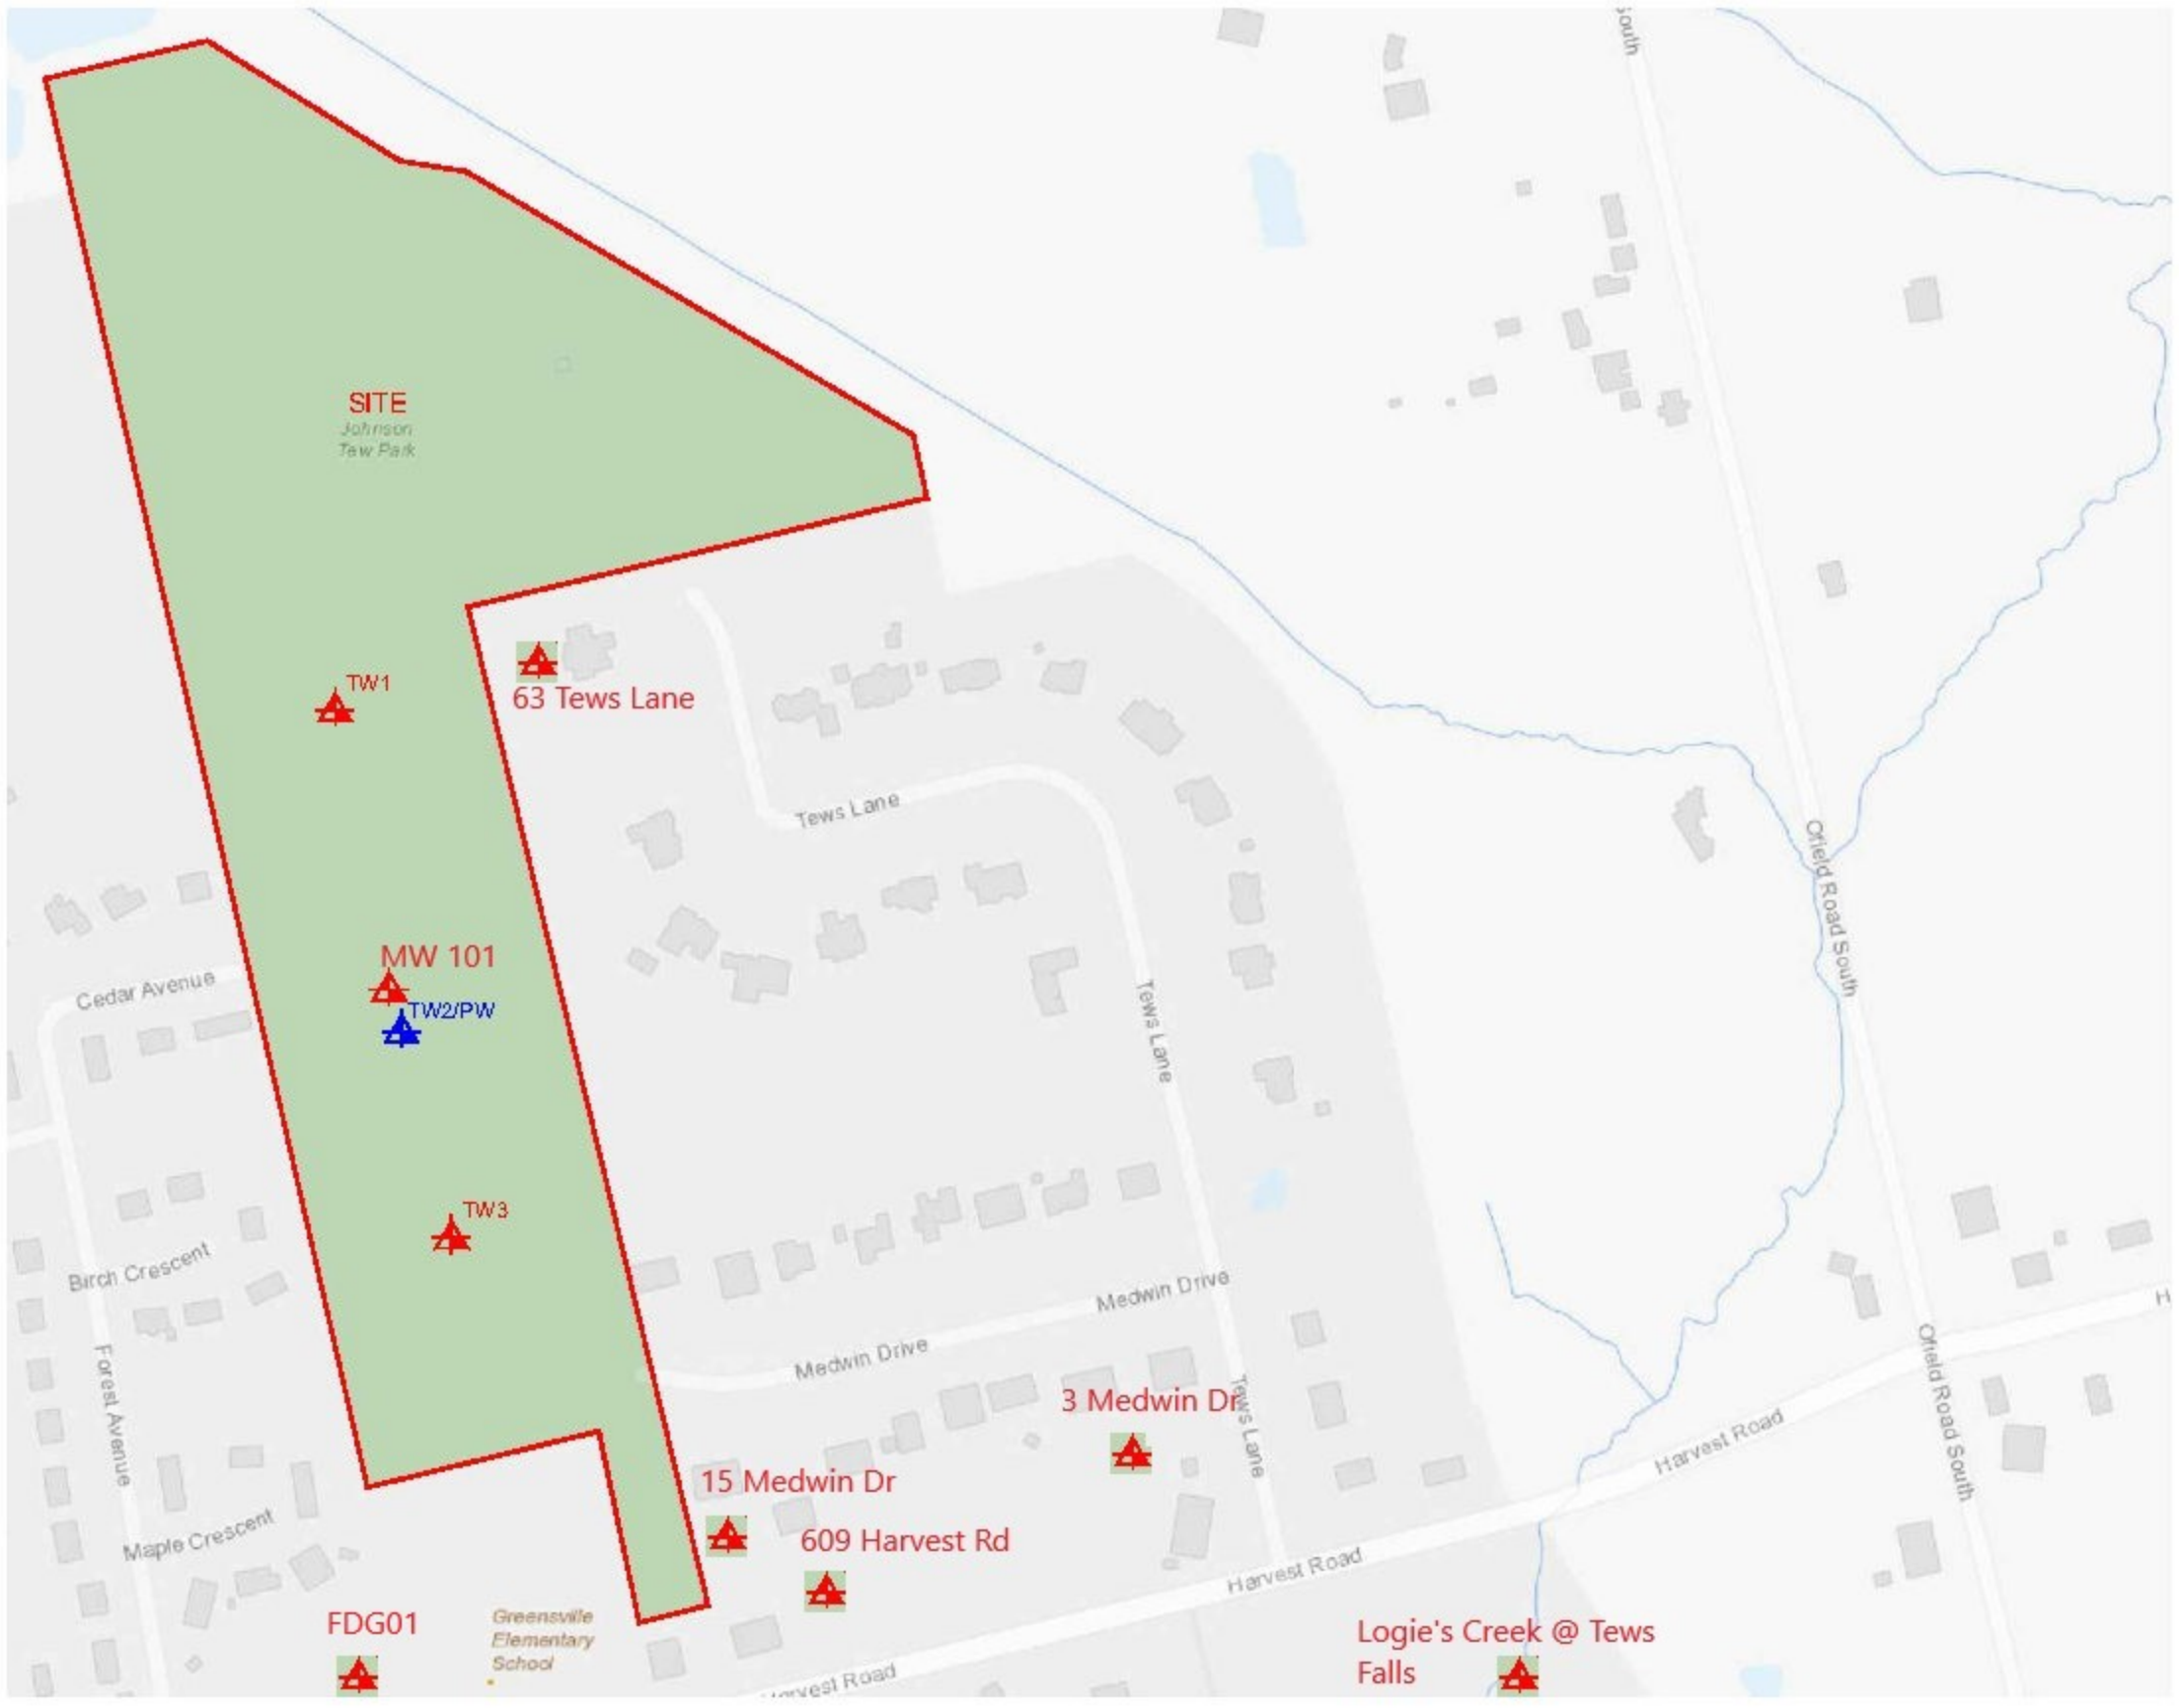 South
SITE
Johnson
Tew Park
TW1
63 Tews Lane
Tews Lane
Ofield Road South
MW 101
Cedar Avenue
TW2/PW
Tews Lane
TW3
Birch Crescent
Medwin Drive
Medwin Drive
H
Forest Avenue
3 Medwin Dr
Tews Lane
Harvest Road
Ofield Road South
15 Medwin Dr
Maple Crescent
609 Harvest Rd
Harvest Road
FDG01
Greensville
Elementary
School
Logie's Creek @ Tews
Falls
Harvest Road